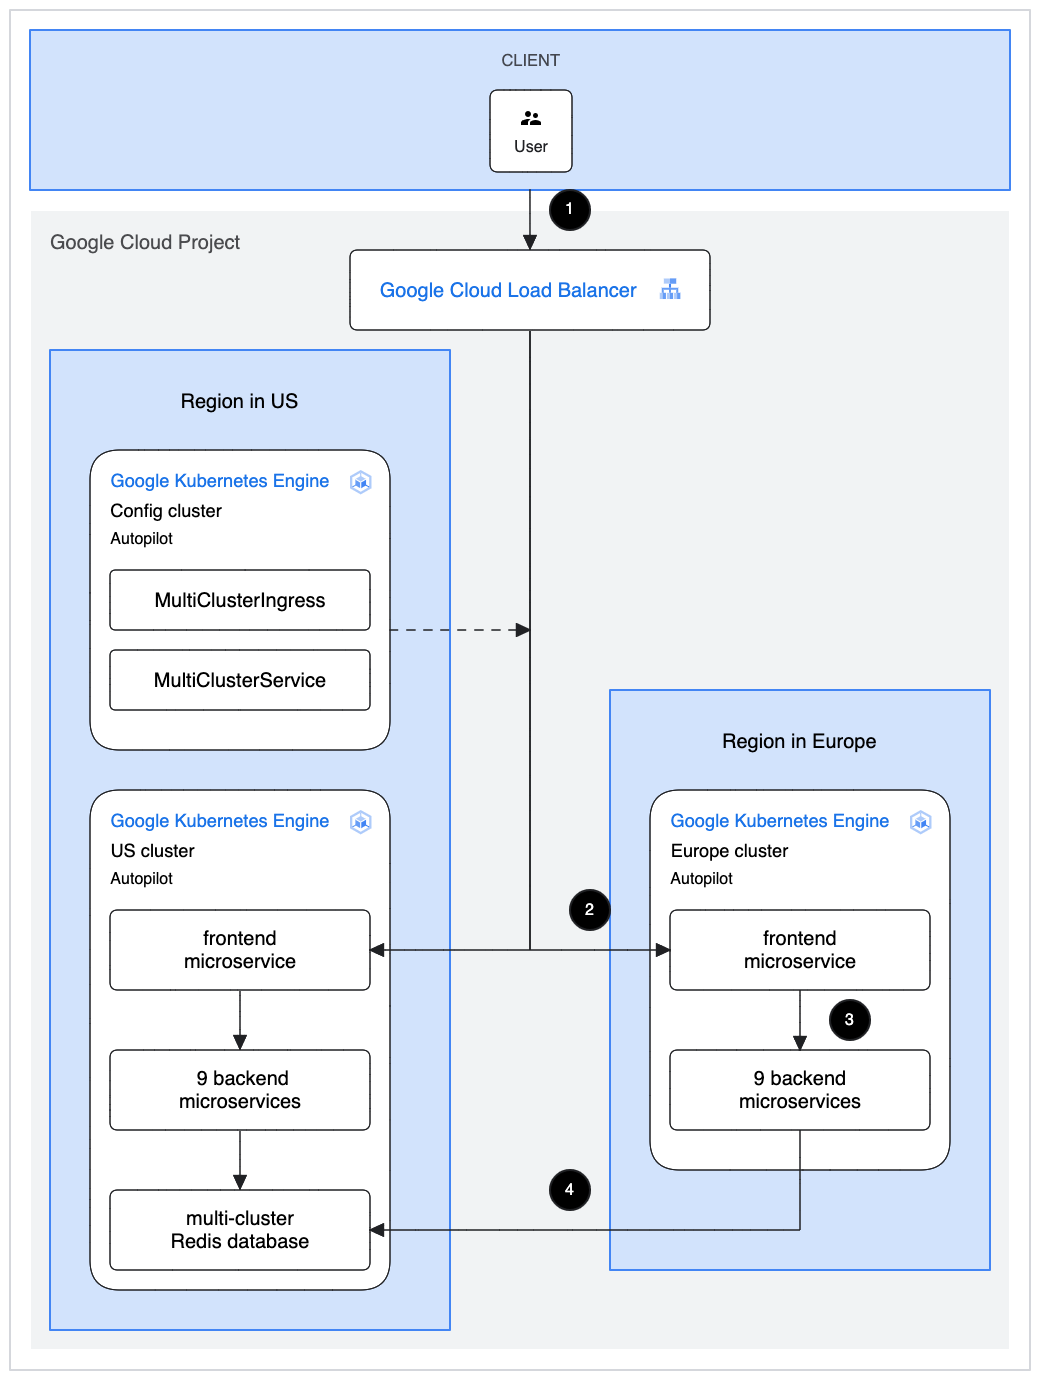 CLIENT
User
1
Google Cloud Project
Google Cloud Load Balancer
Region in US
Google Kubernetes Engine
Config cluster
Autopilot
MultiClusterIngress
MultiClusterService
Region in Europe
Google Kubernetes Engine
US cluster
Autopilot
Google Kubernetes Engine
Europe cluster
Autopilot
2
frontend
microservice
frontend
microservice
3
9 backend
microservices
9 backend
microservices
4
multi-cluster
Redis database